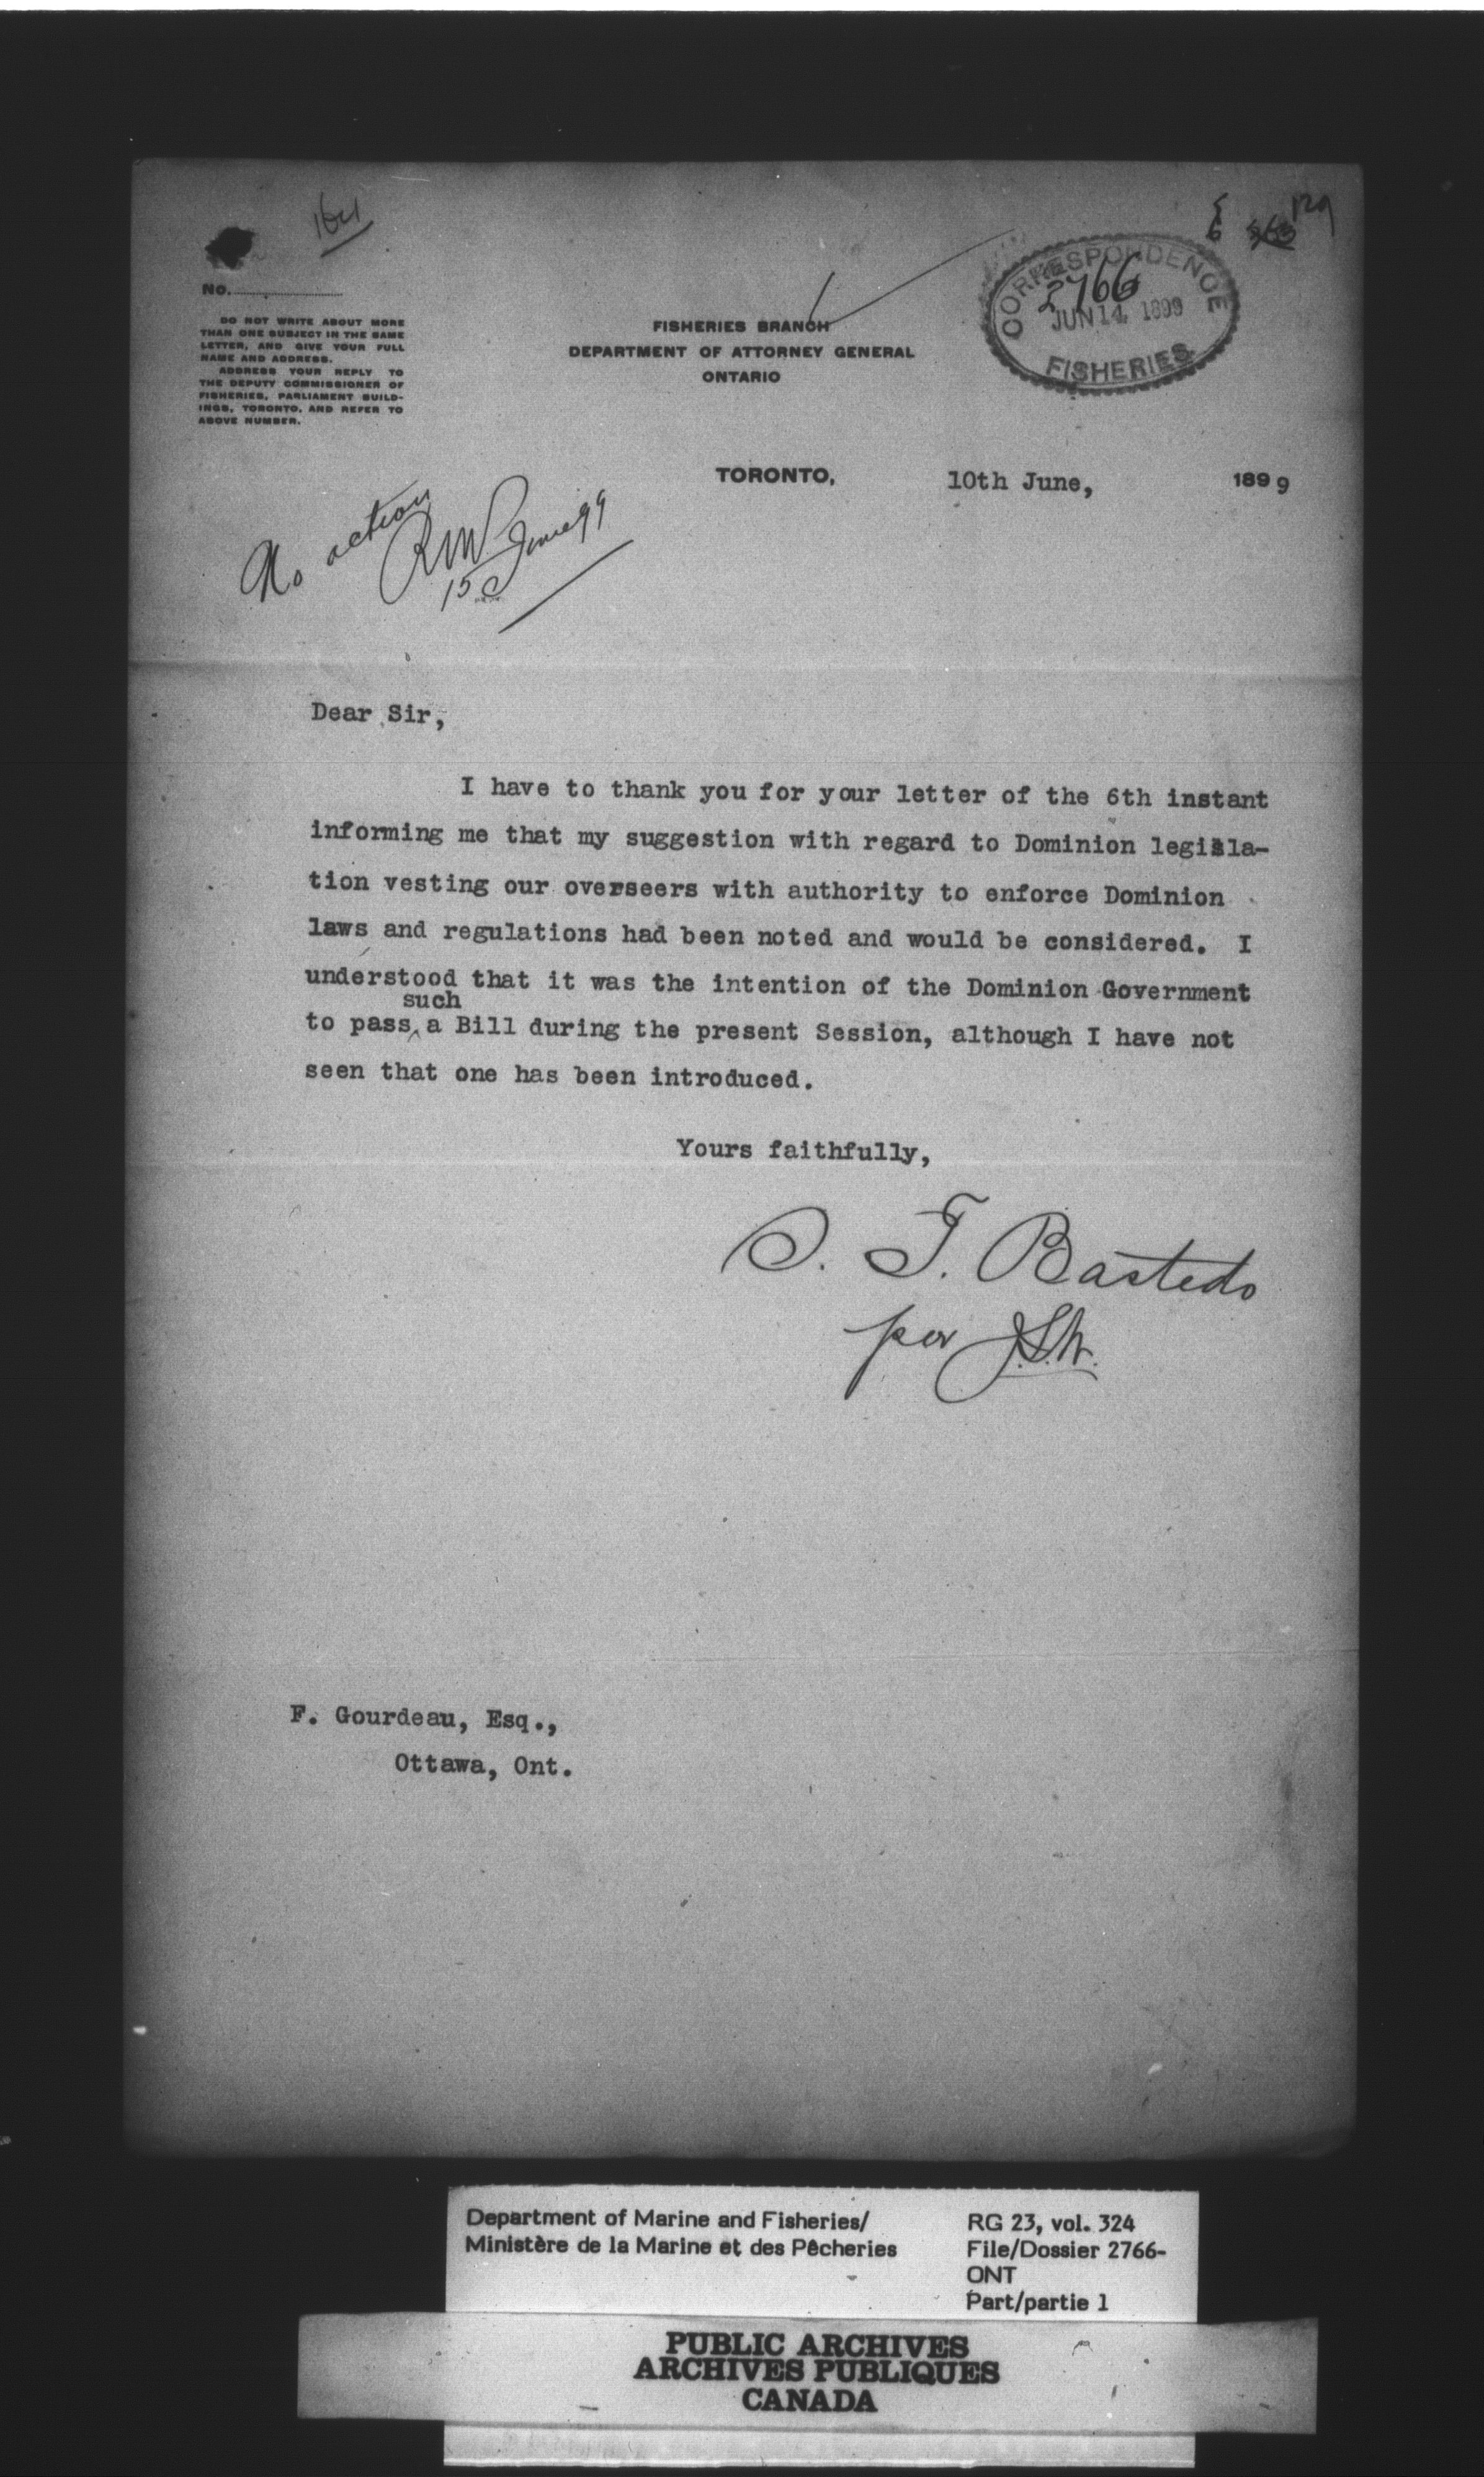 164
129
No.
DO NOT WRITE ABOUT MORE
THAN ONE SUBJECT IN THE SAME
LETTER, AND GIVE YOUR FULL
NAME AND ADDRESS.
ADDRESS YOUR REPLY TO
THE DEPUTY COMMISSIONER OF
FISHERIES, PARLIAMENT BUILD-
INGS, TORONTO, AND REFER TO
ABOVE NUMBER.
FISHERIES BRANCH
DEPARTMENT OF ATTORNEY GENERAL
ONTARIO
CORRESPONDENCE
2766
JUN 14 1899
FISHERIES
TORONTO, 10th June, 1899
No action
15 June 99
Dear Sir,
I have to thank you for your letter of the 6th instant
informing me that my suggestion with regard to Dominion legisla-
tion vesting our overseers with authority to enforce Dominion
laws and regulations had been noted and would be considered. I
understood that it was the intention of the Dominion Government
such
to pass a Bill during the present Session, although I have not
seen that one has been introduced.
Yours faithfully,
S. T. Bastedo
per J.S.W.
F. Gourdeau, Esq.,
Ottawa, Ont.
Department of Marine and Fisheries/
Ministère de la Marine et des Pêcheries
RG 23, vol. 324
File/Dossier 2766-
ONT
Part/partie 1
PUBLIC ARCHIVES
ARCHIVES PUBLIQUES
CANADA